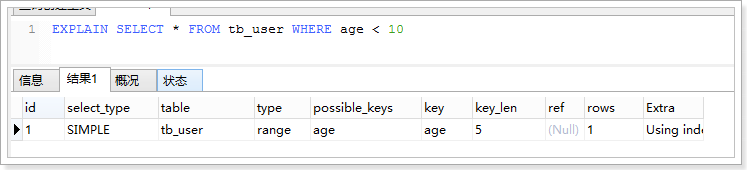 1 EXPLAIN SELECT * FROM tb_user WHERE age < 10
信息 结果1 概况 状态
id select_type table type possible_keys key key_len ref rows Extra
1 SIMPLE tb_user range age age 5 (Null) 1 Using inde